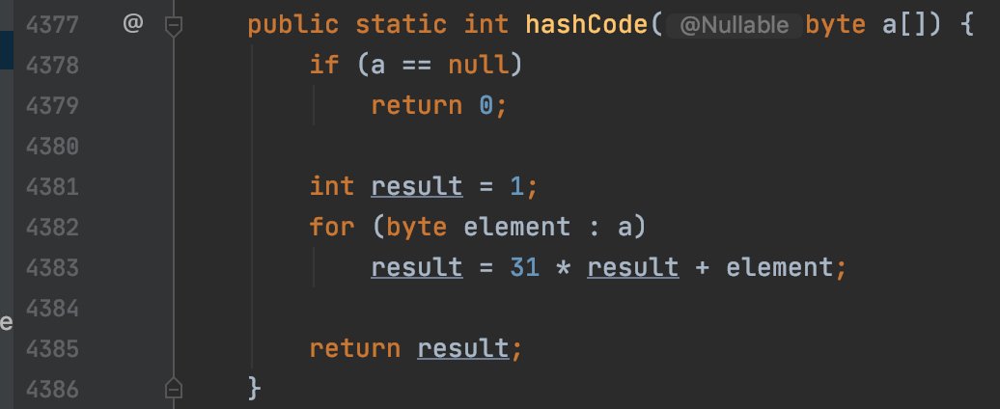 4377 @ public static int hashCode( @Nullable byte a[]) {
4378 if (a == null)
4379 return 0;
4380
4381 int result = 1;
4382 for (byte element : a)
4383 result = 31 * result + element;
e
4384
4385 return result;
4386 }